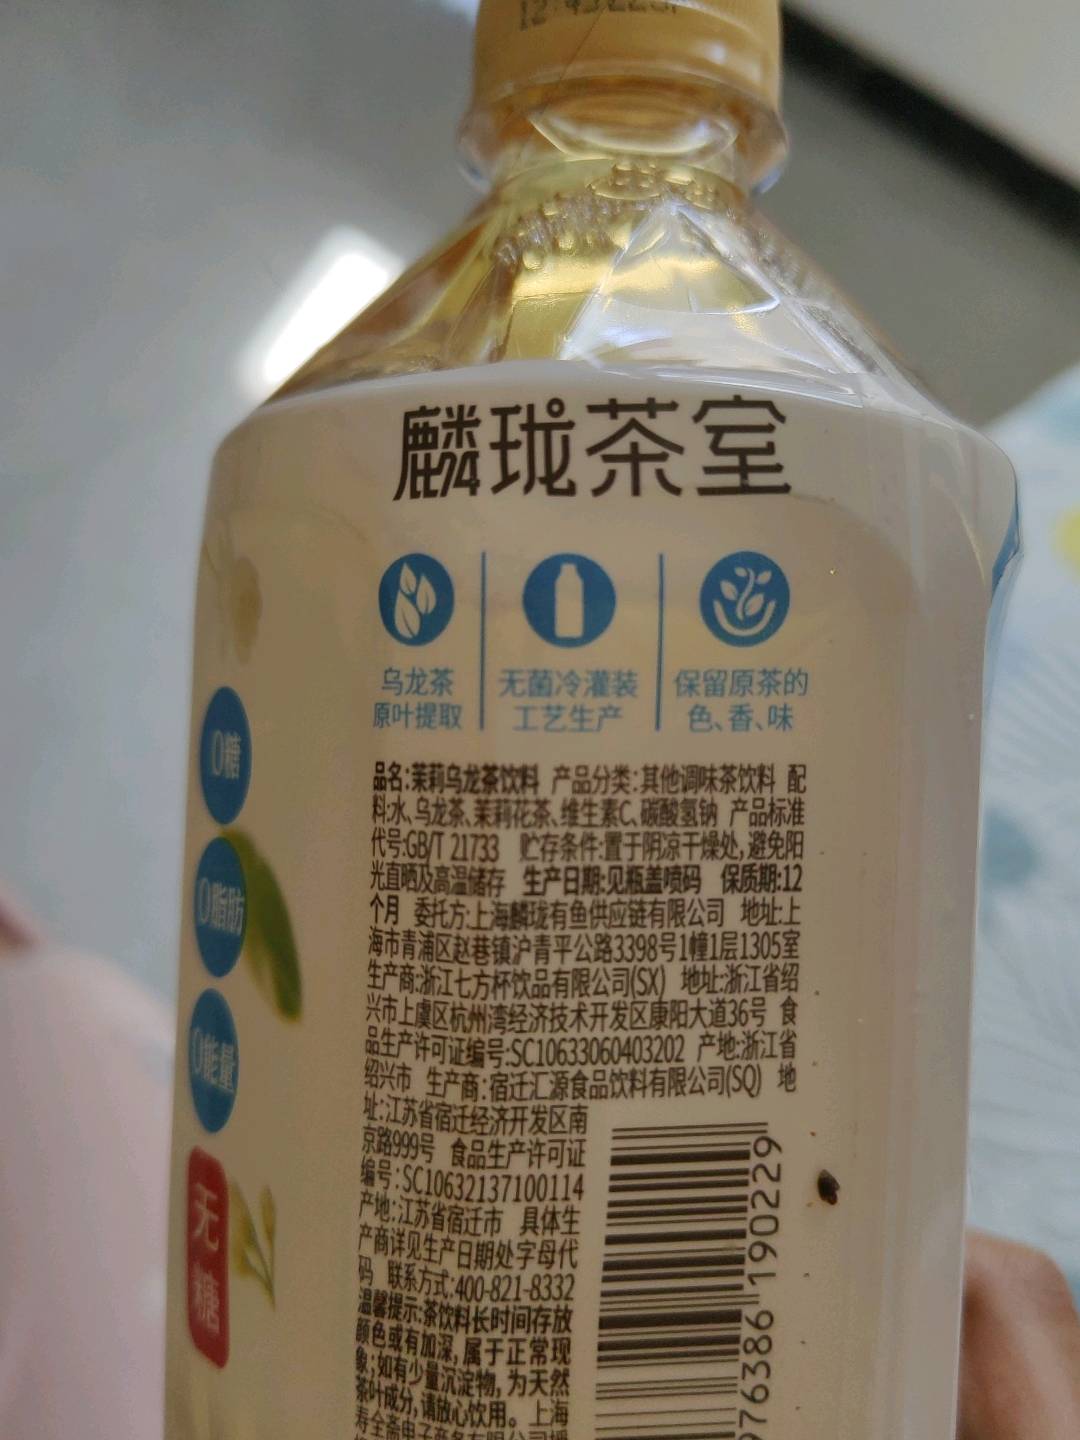 麟珑茶室
乌龙茶
原叶提取
无菌冷灌装
工艺生产
保留原茶的
色、香、味
0糖
0脂肪
0能量
无糖
品名:茉莉乌龙茶饮料 产品分类:其他调味茶饮料 配
料:水、乌龙茶、茉莉花茶、维生素C、碳酸氢钠 产品标准
代号:GB/T 21733 贮存条件:置于阴凉干燥处,避免阳
光直晒及高温储存 生产日期:见瓶盖喷码 保质期:12
个月 委托方:上海麟珑有鱼供应链有限公司 地址:上
海市青浦区赵巷镇沪青平公路3398号1幢1层1305室
生产商:浙江七方杯饮品有限公司(SX) 地址:浙江省绍
兴市上虞区杭州湾经济技术开发区康阳大道36号 食
品生产许可证编号:SC10633060403202 产地:浙江省
绍兴市 生产商:宿迁汇源食品饮料有限公司(SQ) 地
址:江苏省宿迁经济开发区南
京路999号 食品生产许可证
编号:SC10632137100114
产地:江苏省宿迁市 具体生
产商详见生产日期处字母代
码 联系方式:400-821-8332
温馨提示:茶饮料长时间存放
颜色或有加深,属于正常现
象;如有少量沉淀物,为天然
茶叶成分,请放心饮用。上海
寿全斋电子商务有限公司授
976386 190229